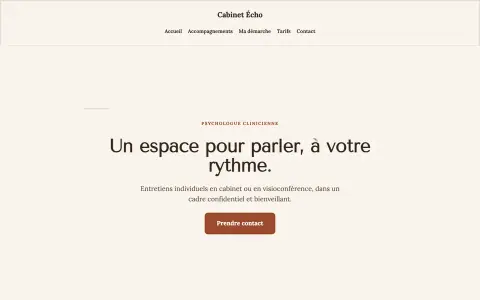 Cabinet Écho
Accueil Accompagnements Ma démarche Tarifs Contact
PSYCHOLOGUE CLINICIENNE
Un espace pour parler, à votre
rythme.
Entretiens individuels en cabinet ou en visioconférence, dans un
cadre confidentiel et bienveillant.
Prendre contact